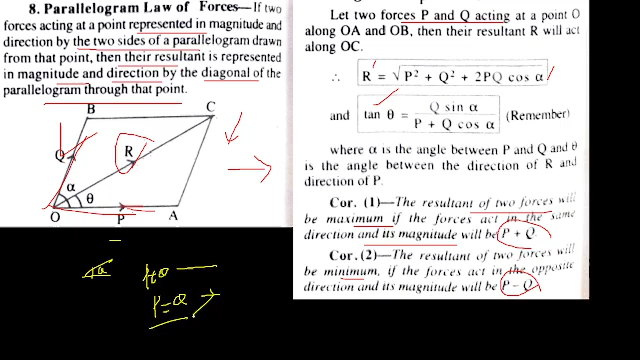 8. Parallelogram Law of Forces—If two
forces acting at a point represented in magnitude and
direction by the two sides of a parallelogram drawn
from that point, then their resultant is represented
in magnitude and direction by the diagonal of the
parallelogram through that point.
B C
Q R
α θ
O P A
P=Q
Let two forces P and Q acting at a point O
along OA and OB, then their resultant R will act
along OC.
∴ R = √P² + Q² + 2PQ cos α
and tan θ = Q sin α / P + Q cos α (Remember)
where α is the angle between P and Q and θ
is the angle between the direction of R and
direction of P.
Cor. (1)—The resultant of two forces will
be maximum if the forces act in the same
direction and its magnitude will be P + Q.
Cor. (2)—The resultant of two forces will
be minimum, if the forces act in the opposite
direction and its magnitude will be P – Q.